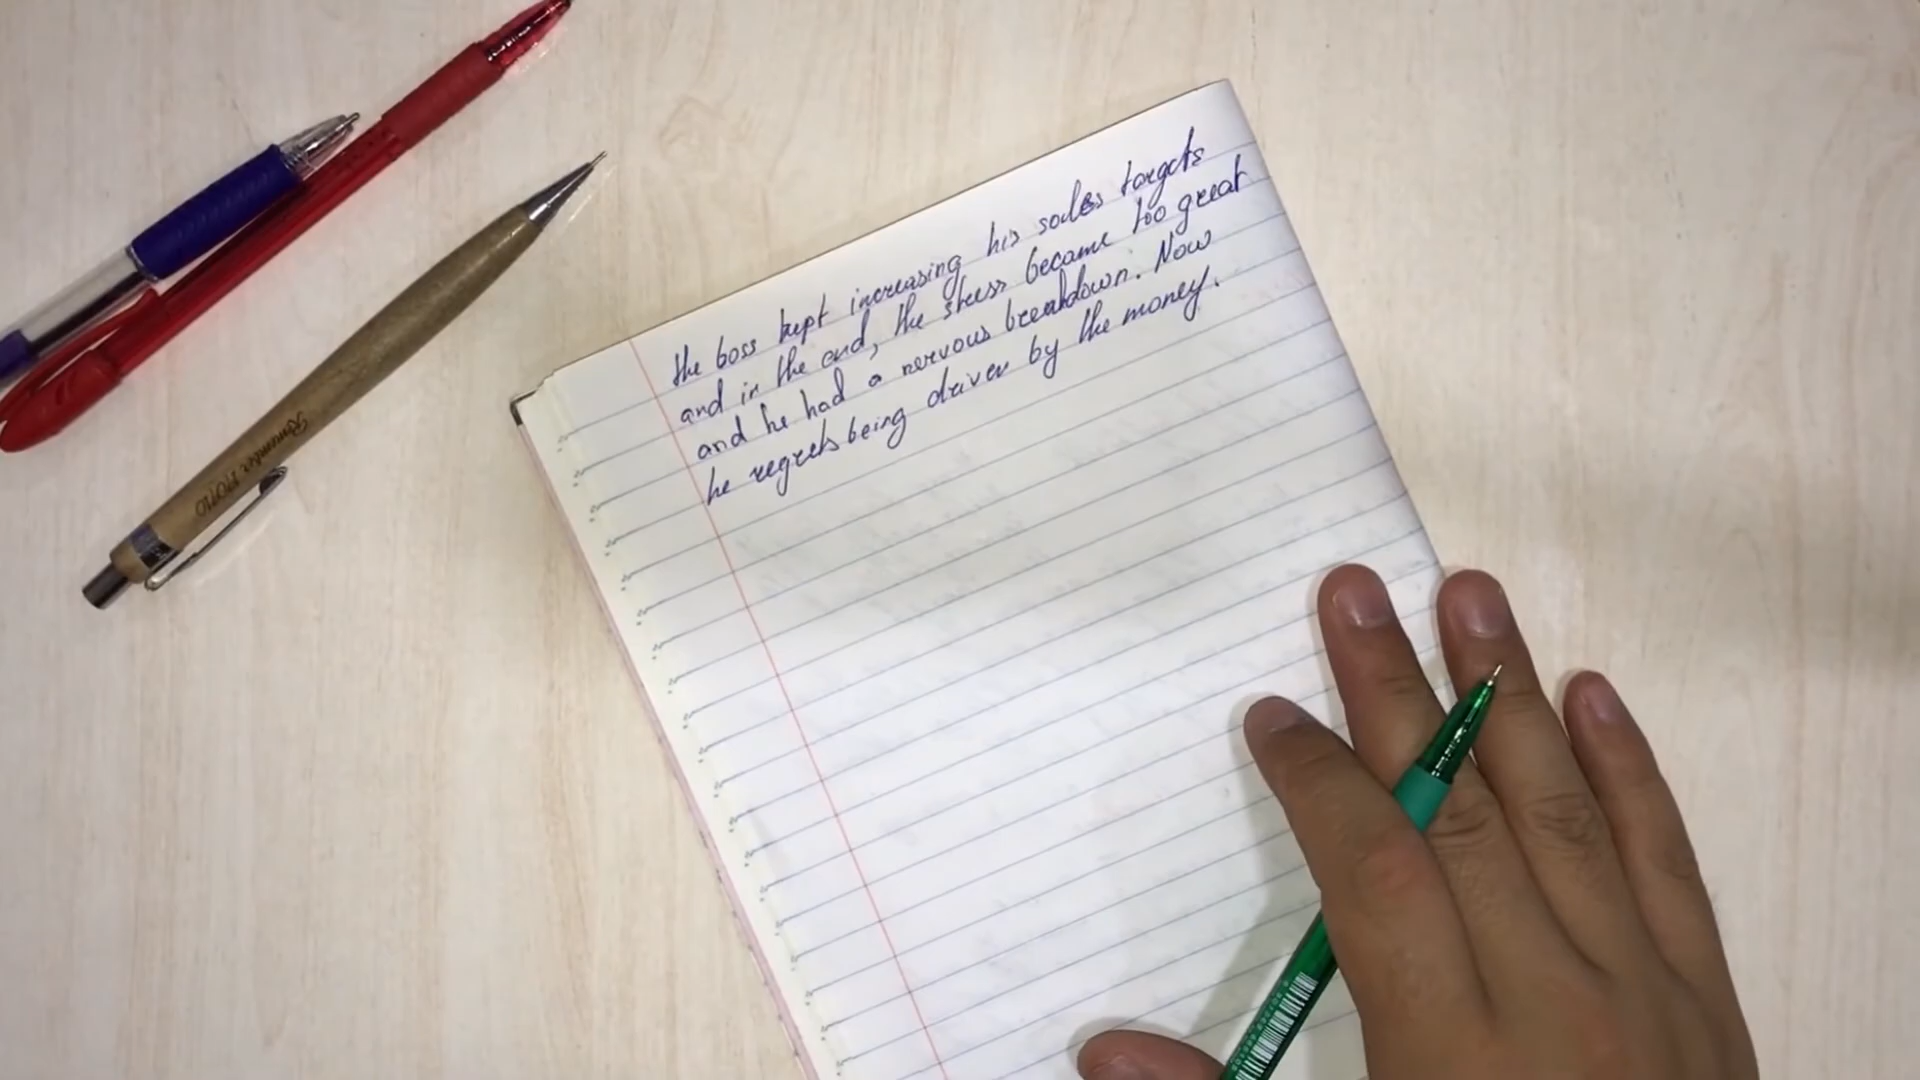 the boss kept increasing his sales targets
and in the end, the stress became too great
and he had a nervous breakdown. Now
he regrets being driven by the money.